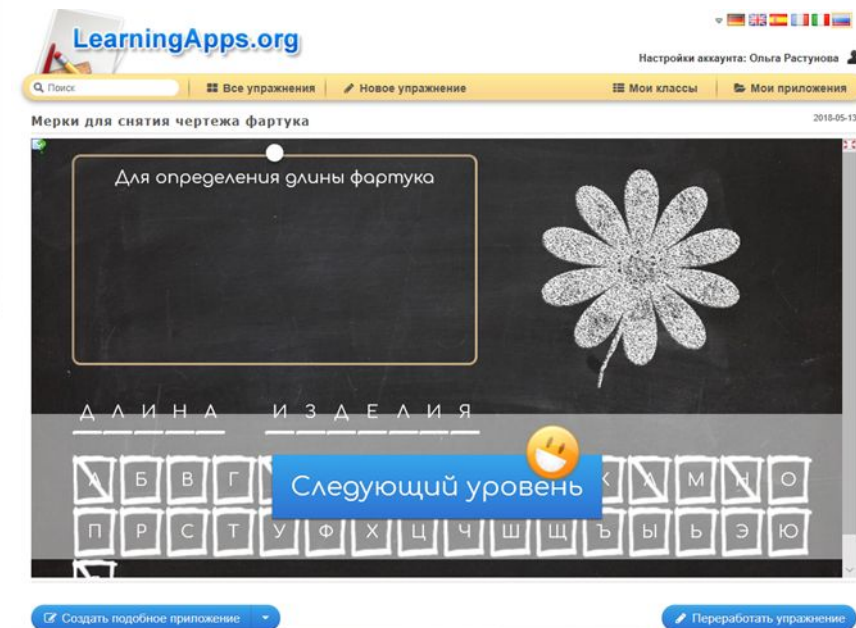 LearningApps.org
Настройки аккаунта: Ольга Растунова
Поиск
Все упражнения
Новое упражнение
Мои классы
Мои приложения
Мерки для снятия чертежа фартука
2018-05-13
Для определения длины фартука
ДЛИНА ИЗДЕЛИЯ
Следующий уровень
А Б В Г К Л М Н О
П Р С Т У Ф Х Ц Ч Ш Щ Ъ Ы Ь Э Ю
Создать подобное приложение
Переработать упражнение